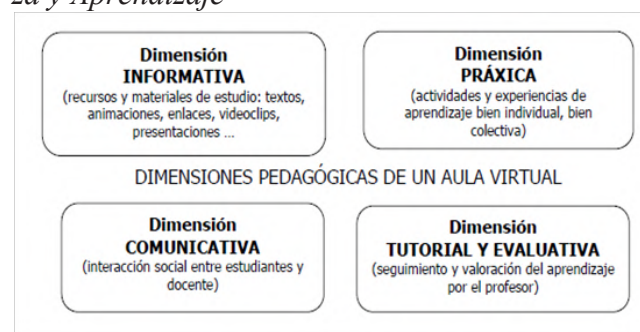 za y Aprendizaje
Dimensión
INFORMATIVA
(recursos y materiales de estudio: textos,
animaciones, enlaces, videoclips,
presentaciones ...
Dimensión
PRÁXICA
(actividades y experiencias de
aprendizaje bien individual, bien
colectiva)
DIMENSIONES PEDAGÓGICAS DE UN AULA VIRTUAL
Dimensión
COMUNICATIVA
(interacción social entre estudiantes y
docente)
Dimensión
TUTORIAL Y EVALUATIVA
(seguimiento y valoración del aprendizaje
por el profesor)